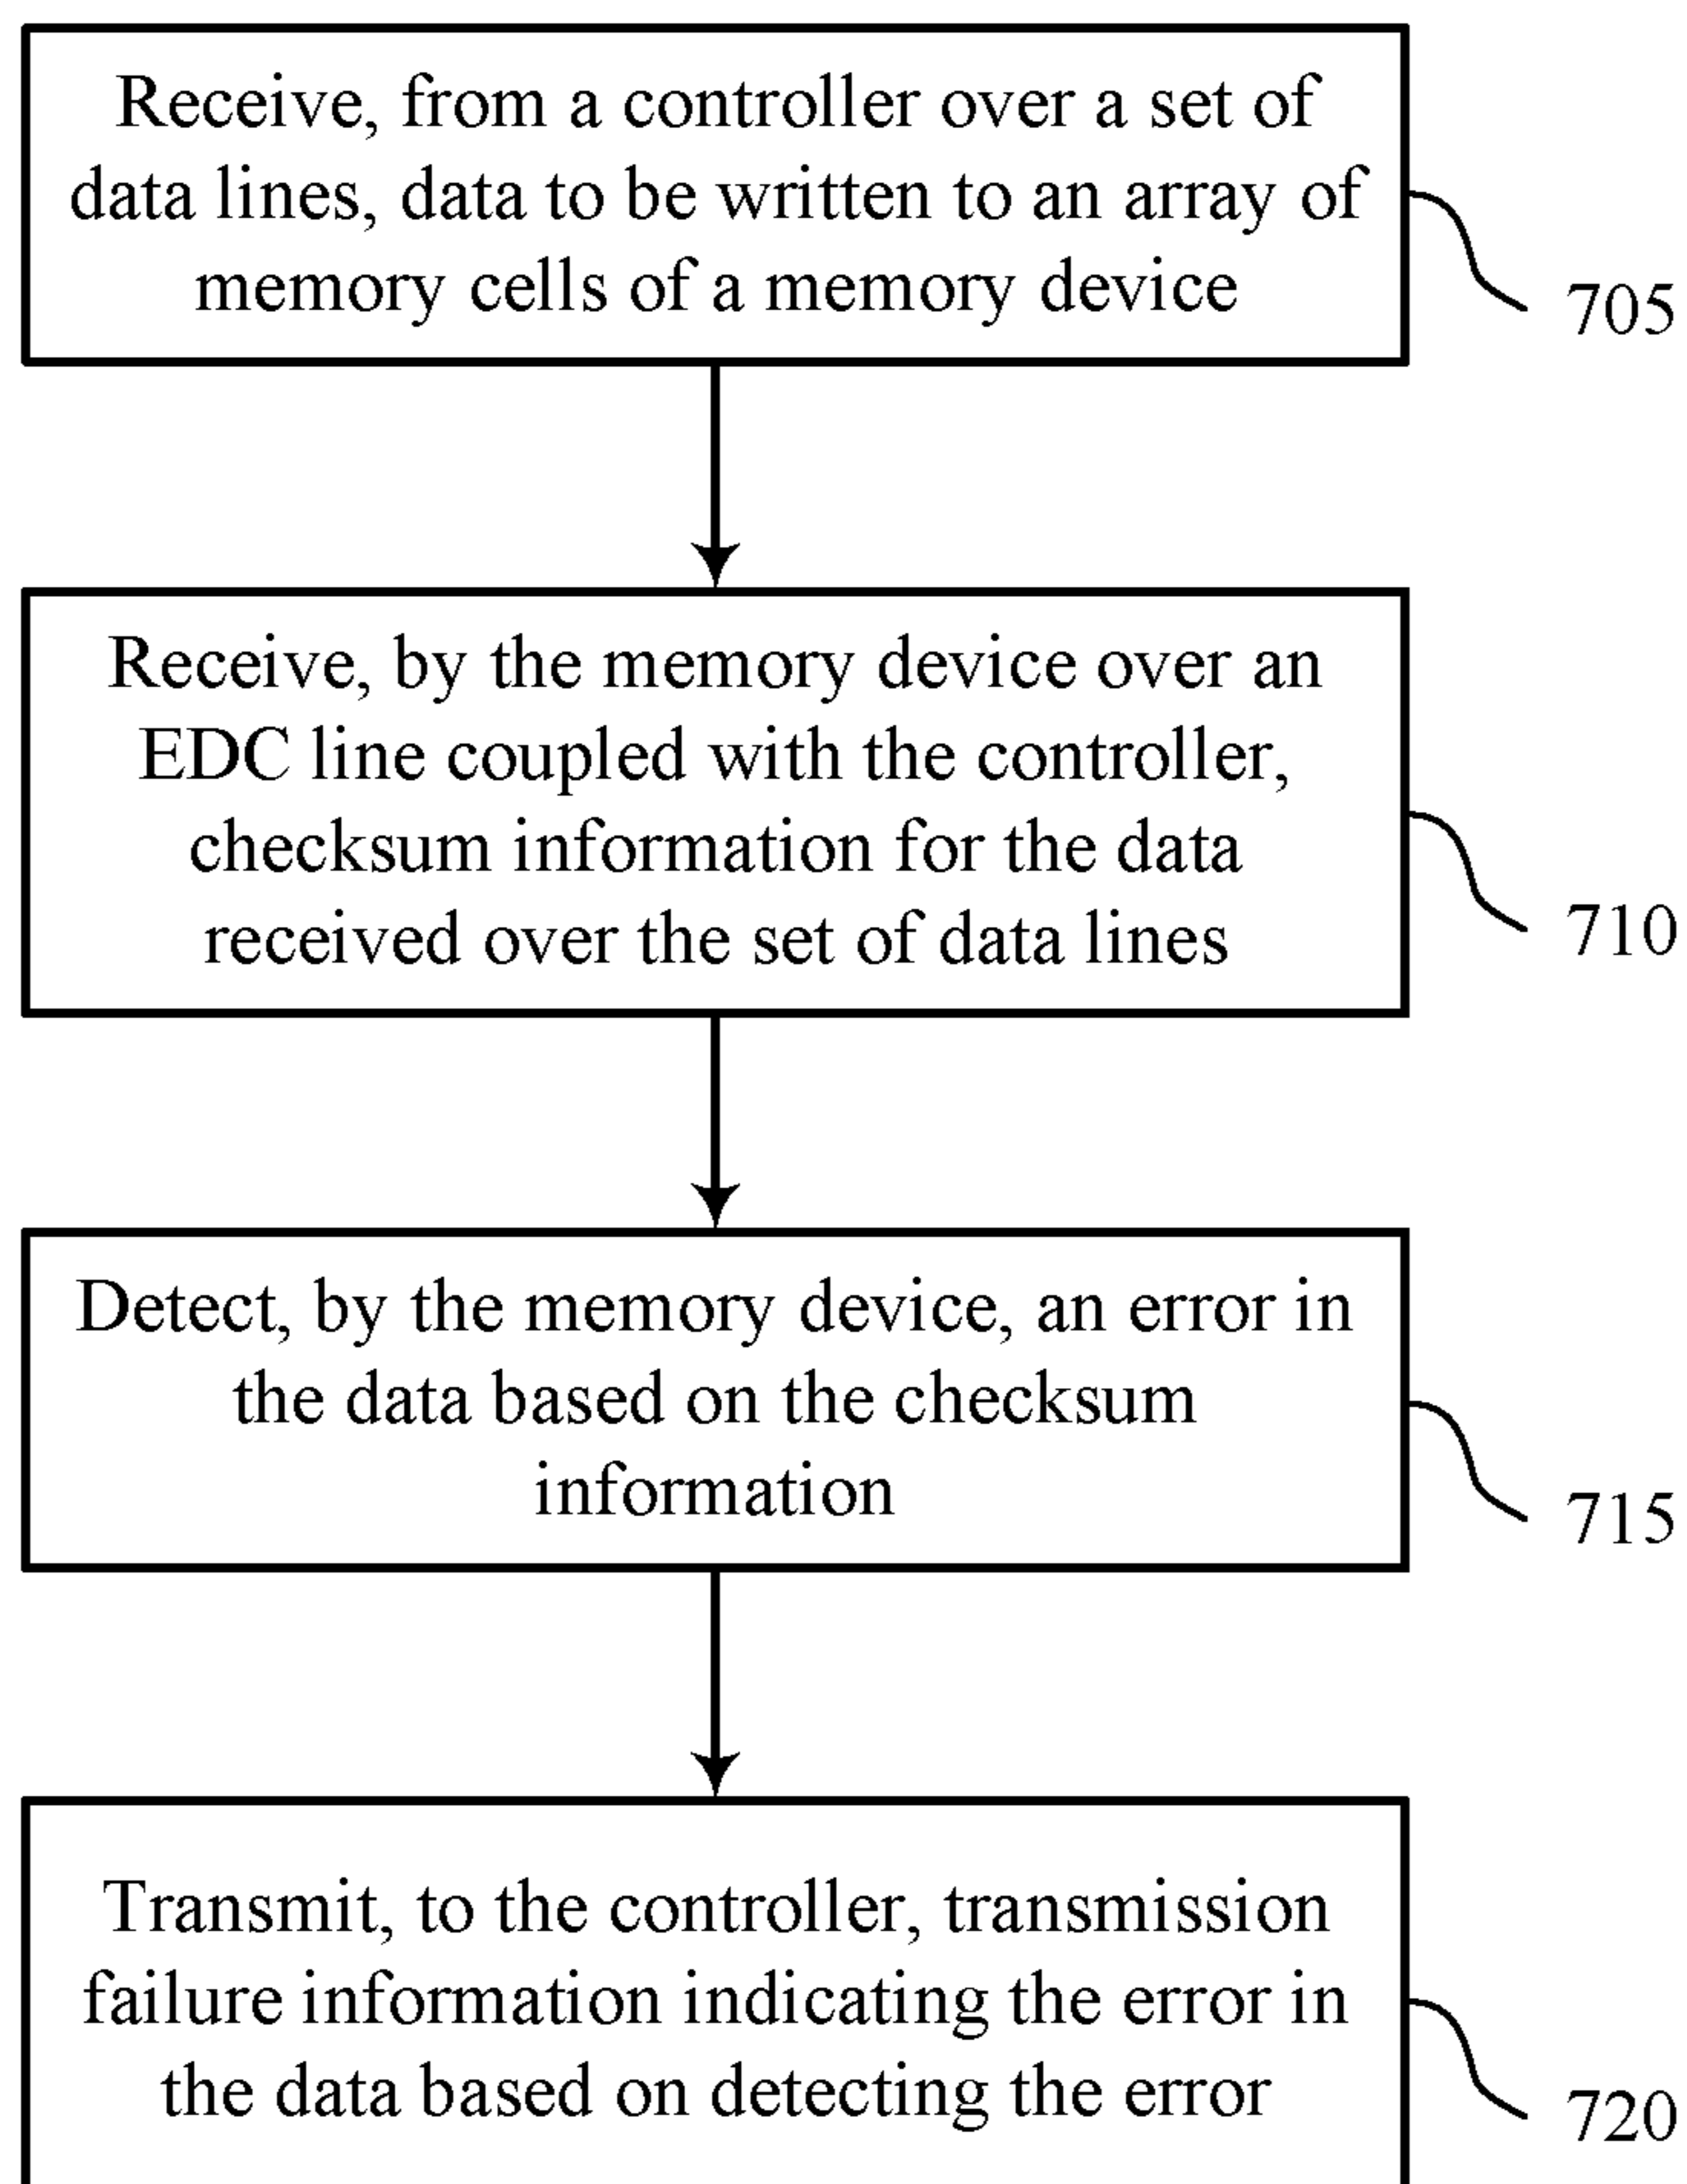 Receive, from a controller over a set of
data lines, data to be written to an array of
memory cells of a memory device
705
Receive, by the memory device over an
EDC line coupled with the controller,
checksum information for the data
received over the set of data lines
710
Detect, by the memory device, an error in
the data based on the checksum
information
715
Transmit, to the controller, transmission
failure information indicating the error in
the data based on detecting the error
720